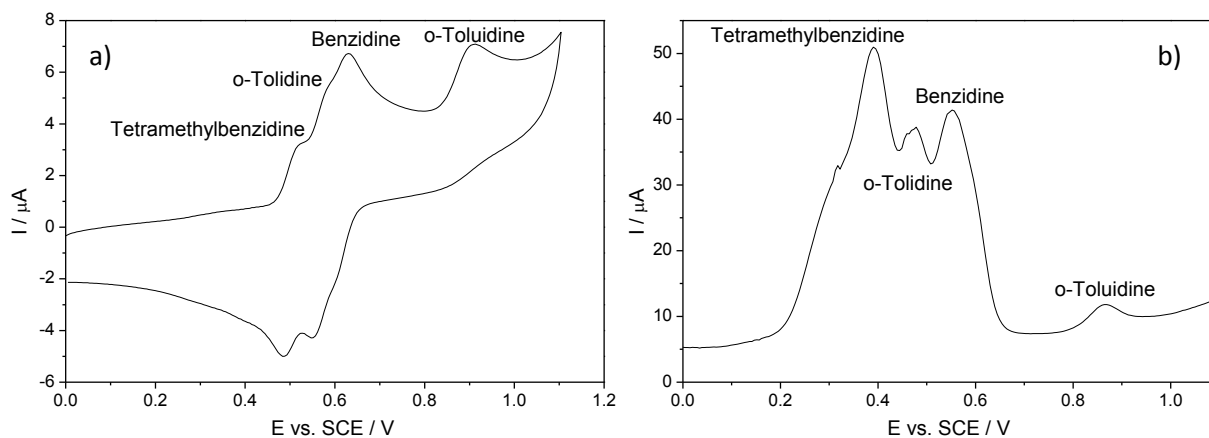 a)
Benzidine
o-Toluidine
o-Tolidine
Tetramethylbenzidine
I / μA
8
6
4
2
0
-2
-4
-6
0.0 0.2 0.4 0.6 0.8 1.0 1.2
E vs. SCE / V
b)
Tetramethylbenzidine
Benzidine
o-Tolidine
o-Toluidine
I / μA
50
40
30
20
10
0
0.0 0.2 0.4 0.6 0.8 1.0
E vs. SCE / V